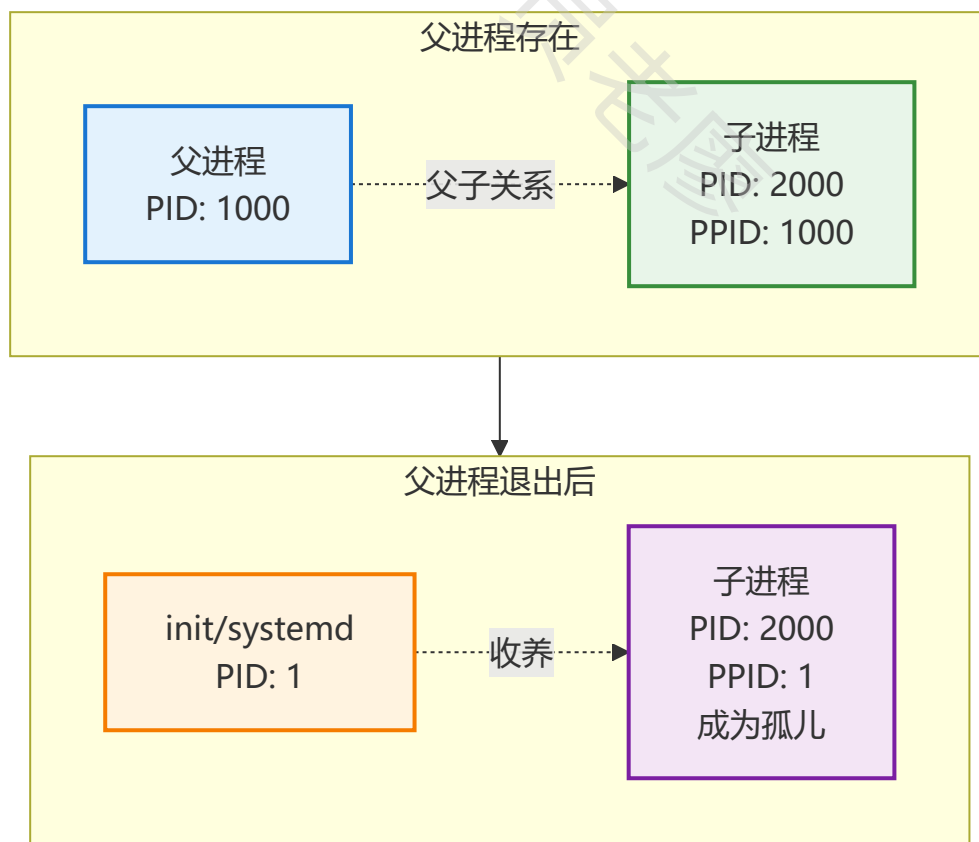 父进程存在
父进程
PID: 1000
父子关系
子进程
PID: 2000
PPID: 1000
父进程退出后
init/systemd
PID: 1
收养
子进程
PID: 2000
PPID: 1
成为孤儿
老廖